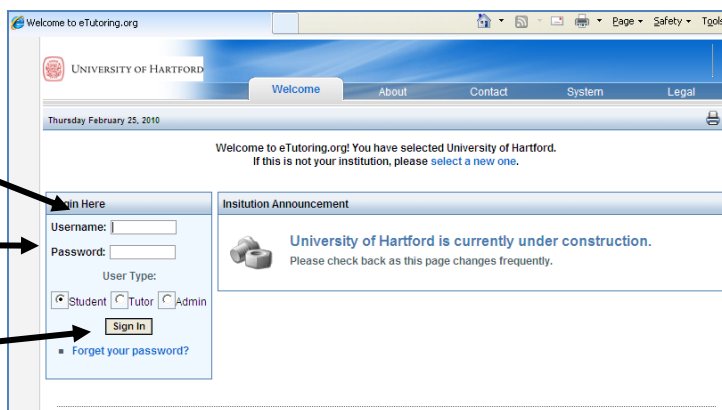 Welcome to eTutoring.org
Page Safety Tools
UNIVERSITY OF HARTFORD
Welcome About Contact System Legal
Thursday February 25, 2010
Welcome to eTutoring.org! You have selected University of Hartford.
If this is not your institution, please select a new one.
Login Here
Insitution Announcement
Username:
Password:
User Type:
Student Tutor Admin
Sign In
Forget your password?
University of Hartford is currently under construction.
Please check back as this page changes frequently.